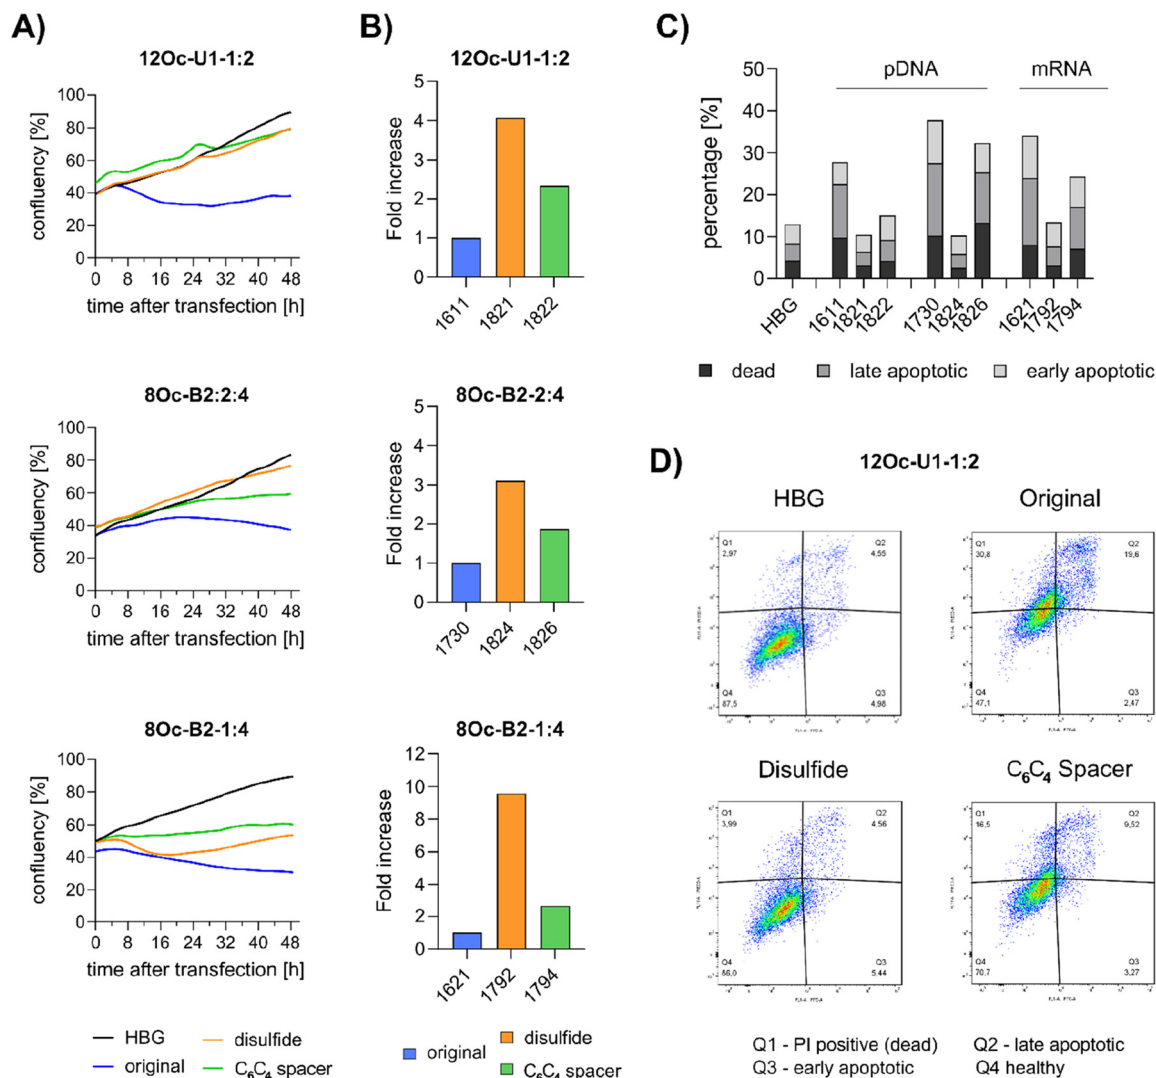 A)
12Oc-U1-1:2
confluency [%]
100
80
60
40
20
0
0 8 16 24 32 40 48
time after transfection [h]
8Oc-B2:2:4
confluency [%]
100
80
60
40
20
0
0 8 16 24 32 40 48
time after transfection [h]
8Oc-B2-1:4
confluency [%]
100
80
60
40
20
0
0 8 16 24 32 40 48
time after transfection [h]
HBG
disulfide
original
C₆C₄ spacer
B)
12Oc-U1-1:2
Fold increase
5
4
3
2
1
0
1611 1821 1822
8Oc-B2-2:4
Fold increase
5
4
3
2
1
0
1730 1824 1826
8Oc-B2-1:4
Fold increase
12
10
8
6
4
2
0
1621 1792 1794
original
disulfide
C₆C₄ spacer
C)
pDNA mRNA
percentage [%]
50
40
30
20
10
0
HBG 1611 1821 1822 1730 1824 1826 1621 1792 1794
dead late apoptotic early apoptotic
D)
12Oc-U1-1:2
HBG
Q1
2,97
Q2
4,55
Q4
87,5
Q3
4,98
Original
Q1
30,8
Q2
19,6
Q4
47,1
Q3
2,47
Disulfide
Q1
3,99
Q2
4,56
Q4
Q3
5,44
C₆C₄ Spacer
Q1
16,5
Q2
9,52
Q4
70,7
Q3
3,27
Q1 - PI positive (dead) Q2 - late apoptotic
Q3 - early apoptotic Q4 healthy